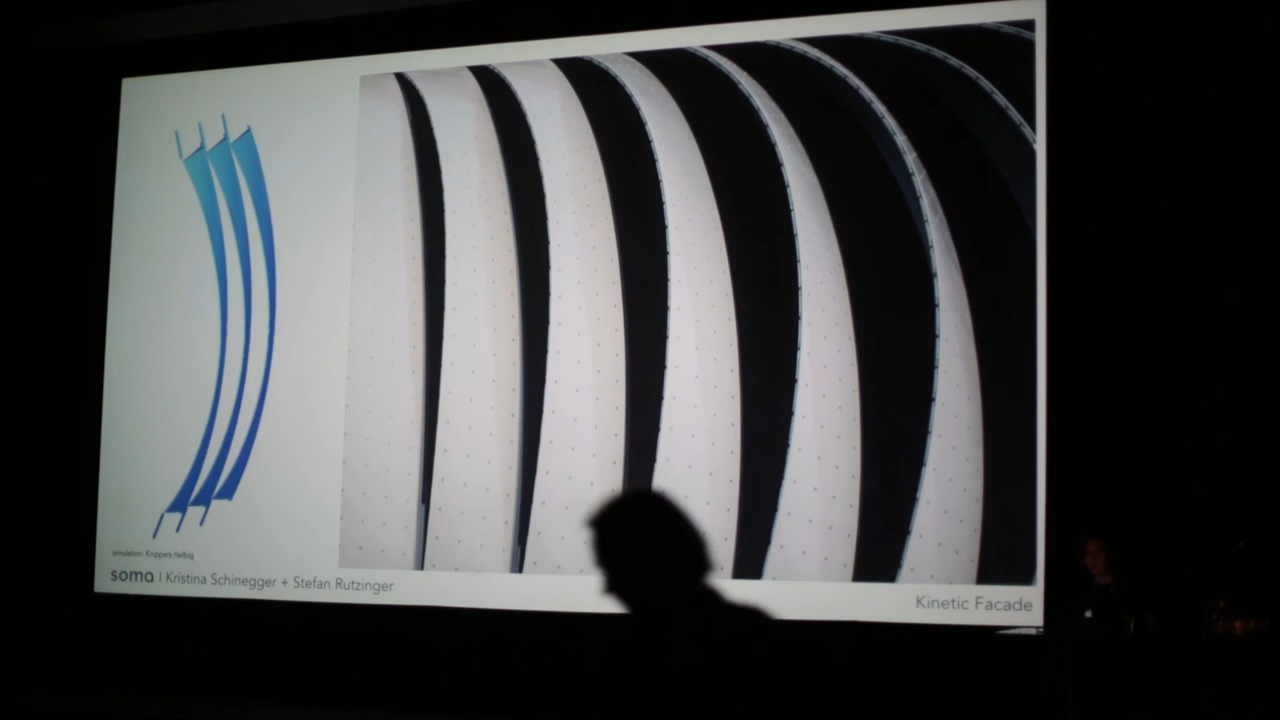 simulation: Knippers Helbig
soma | Kristina Schinegger + Stefan Rutzinger
Kinetic Facade